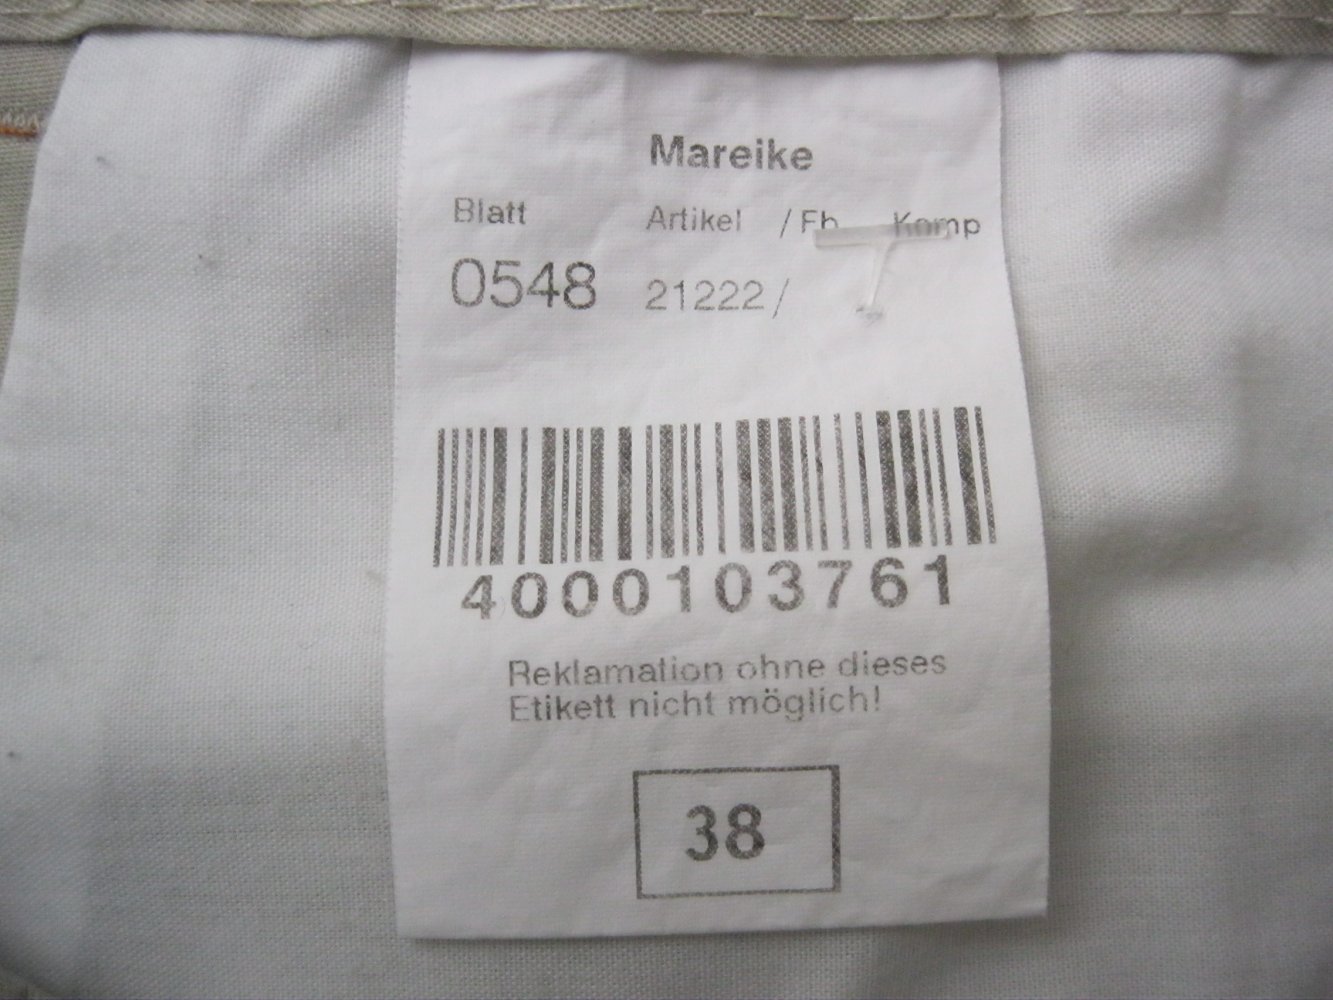 Mareike
Blatt Artikel / Fb Komp
0548 21222 /
4000103761
Reklamation ohne dieses
Etikett nicht möglich!
38